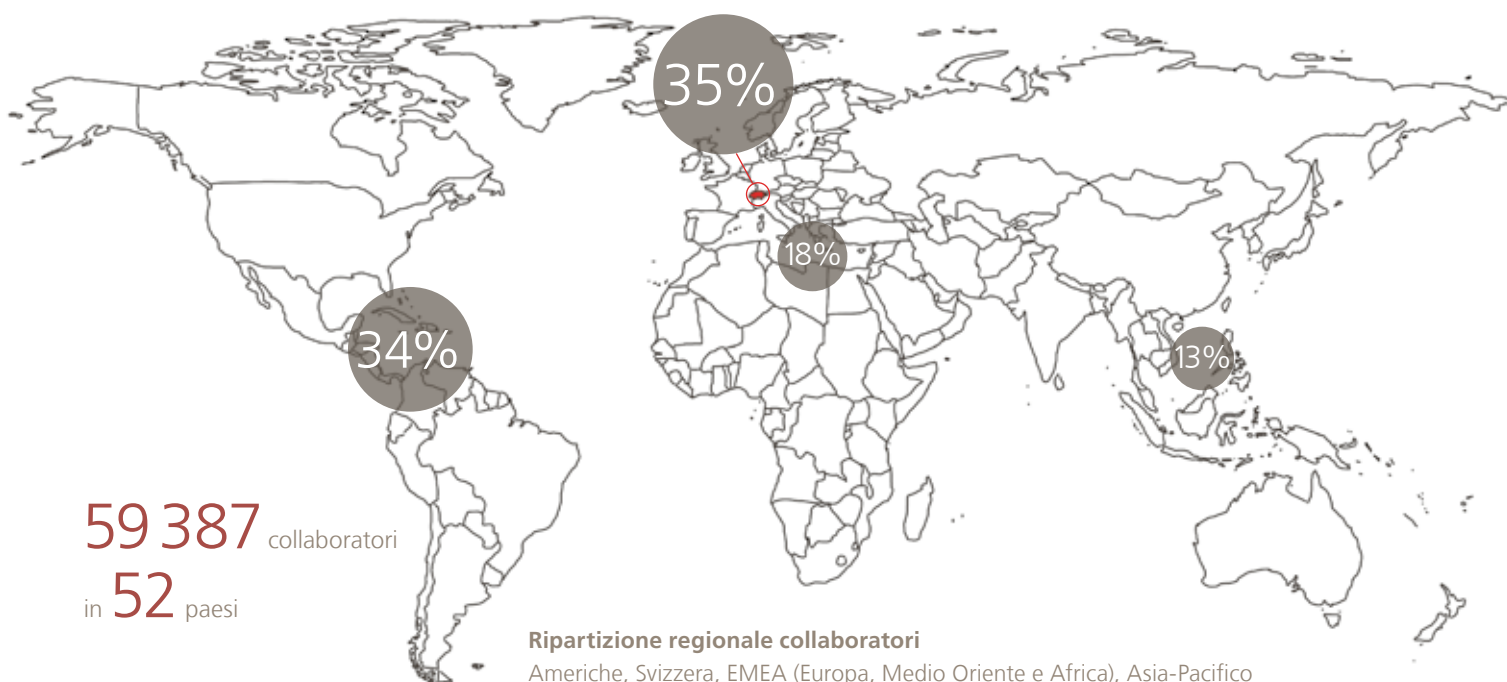 35%
18%
34%
13%
59 387 collaboratori
in 52 paesi
Ripartizione regionale collaboratori
Americhe, Svizzera, EMEA (Europa, Medio Oriente e Africa), Asia-Pacifico